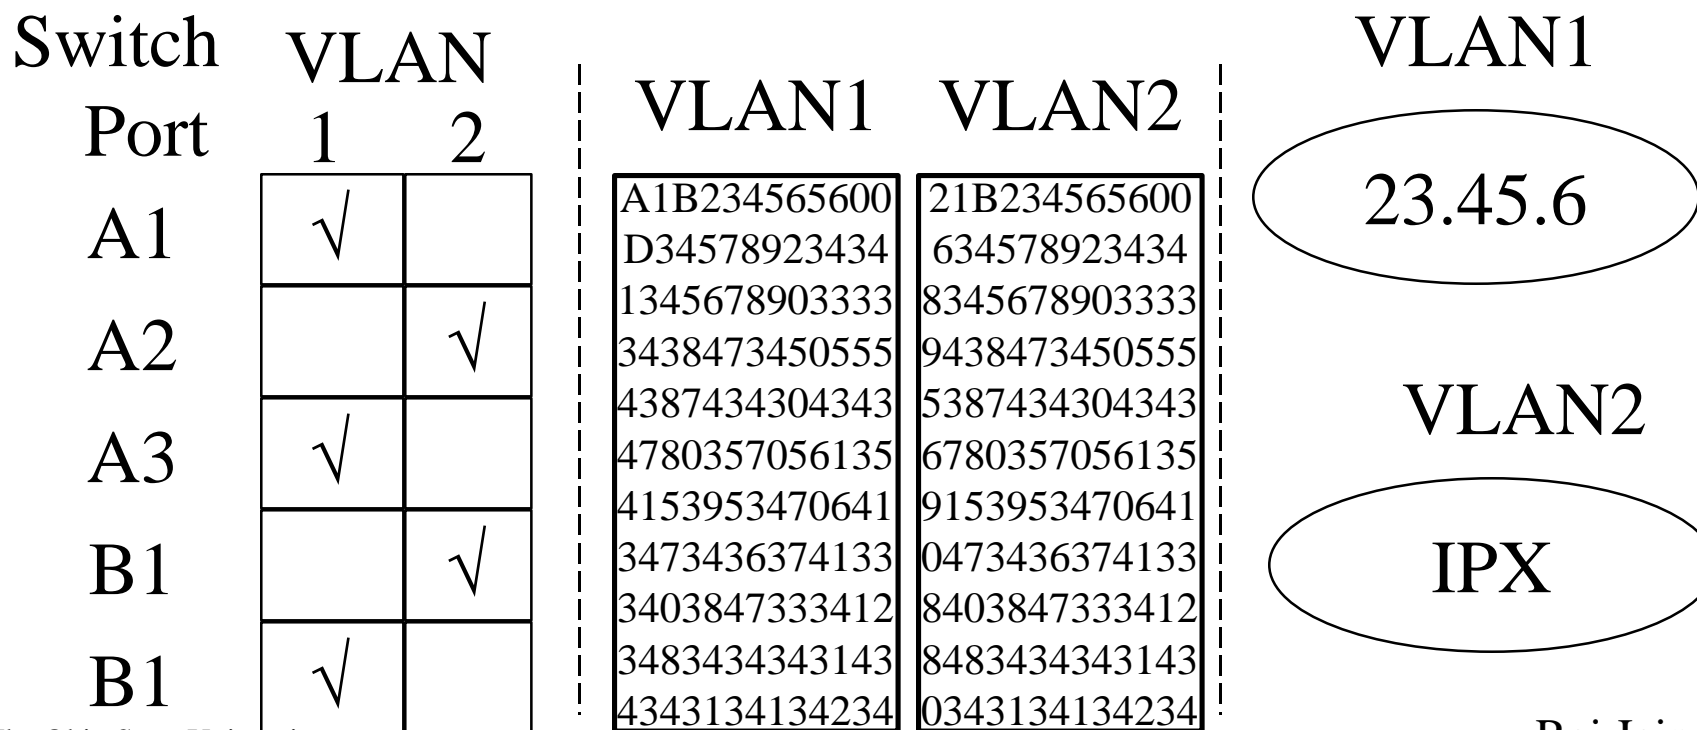 Switch
Port
VLAN
1 2
A1 √
A2 √
A3 √
B1 √
B1 √
VLAN1 VLAN2
A1B234565600 21B234565600
D34578923434 634578923434
1345678903333 8345678903333
3438473450555 9438473450555
4387434304343 5387434304343
4780357056135 6780357056135
4153953470641 9153953470641
3473436374133 0473436374133
3403847333412 8403847333412
3483434343143 8483434343143
4343134134234 0343134134234
VLAN1
23.45.6
VLAN2
IPX